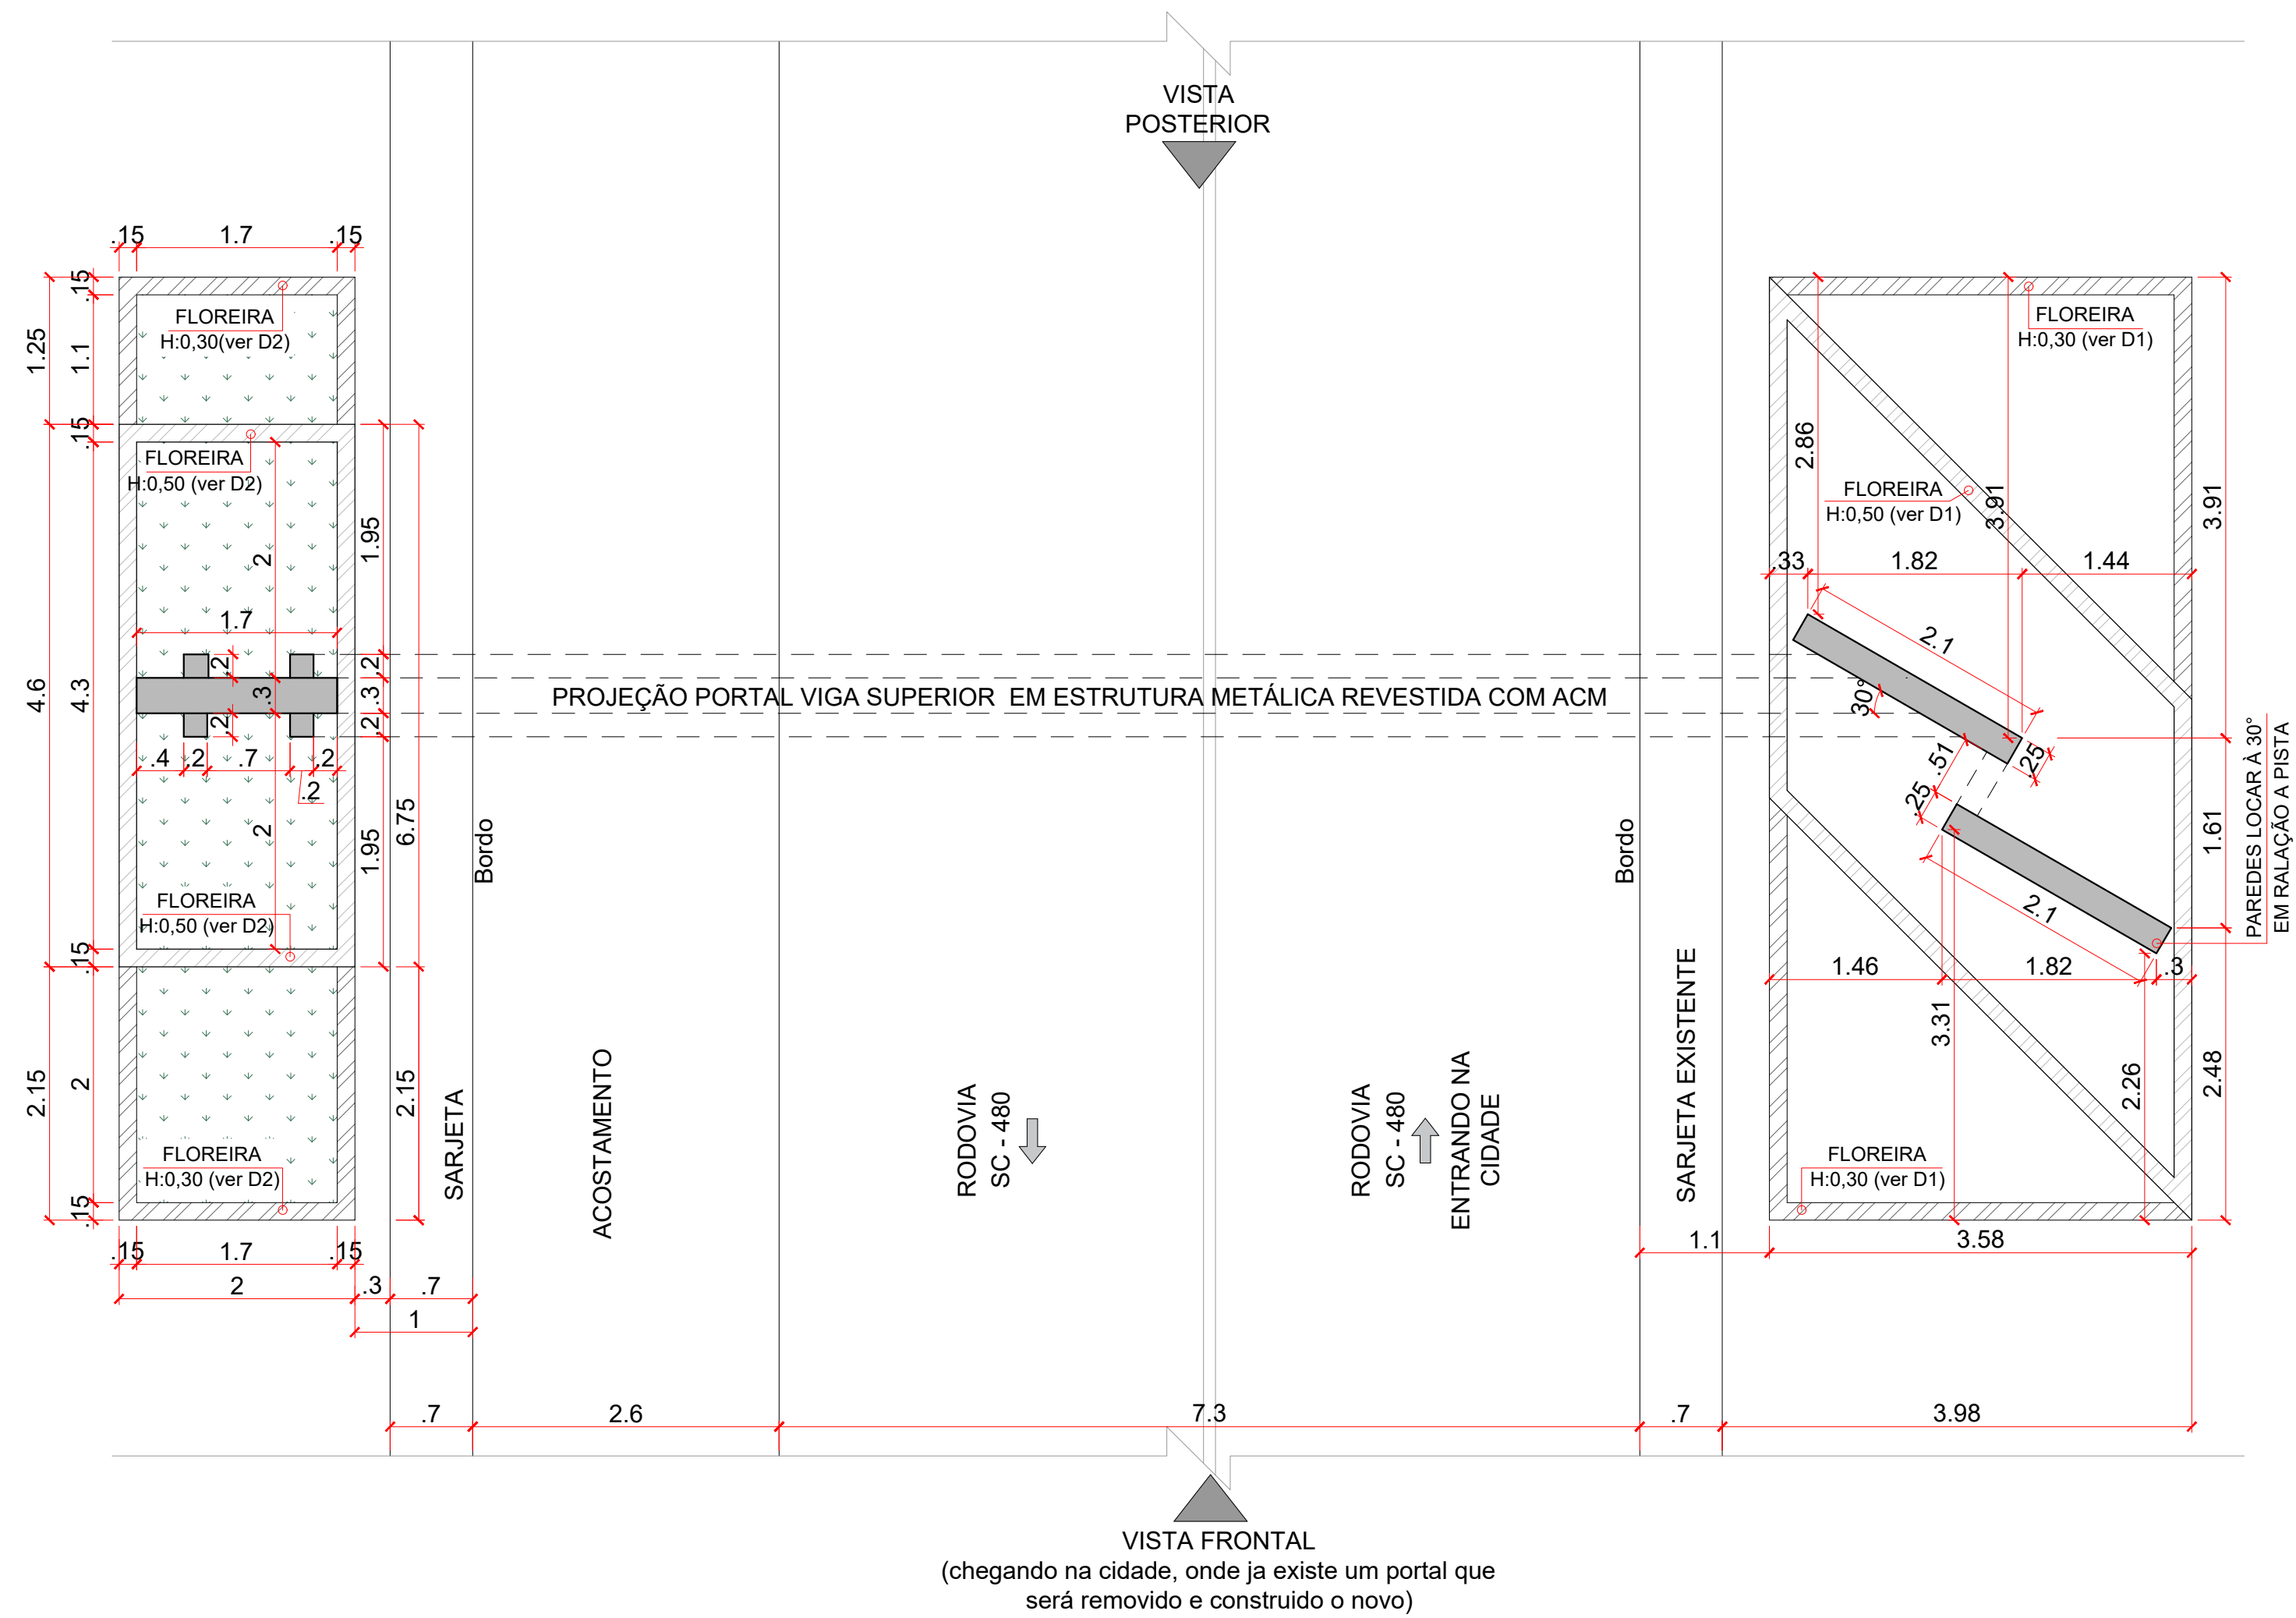 VISTA
POSTERIOR
.15
1.7
.15
.15
1.25
1.1
.15
FLOREIRA
H:0,30(ver D2)
FLOREIRA
H:0,50 (ver D2)
2
1.95
1.7
.2
.2
.3
.3
.2
.2
4.6
4.3
PROJEÇÃO PORTAL VIGA SUPERIOR EM ESTRUTURA METÁLICA REVESTIDA COM ACM
.4
.2
.7
.2
.2
2
1.95
6.75
FLOREIRA
H:0,50 (ver D2)
.15
2.15
2
2.15
FLOREIRA
H:0,30 (ver D2)
.15
.15
1.7
.15
2
.3
.7
1
Bordo
SARJETA
ACOSTAMENTO
RODOVIA
SC - 480
RODOVIA
SC - 480
ENTRANDO NA
CIDADE
Bordo
SARJETA EXISTENTE
FLOREIRA
H:0,30 (ver D1)
2.86
FLOREIRA
H:0,50 (ver D1)
3.91
3.91
.33
1.82
1.44
2.1
30°
.51
.25
.25
1.61
PAREDES LOCAR À 30°
EM RALAÇÃO A PISTA
2.1
1.46
1.82
.3
3.31
2.26
2.48
FLOREIRA
H:0,30 (ver D1)
1.1
3.58
.7
2.6
7.3
.7
3.98
VISTA FRONTAL
(chegando na cidade, onde ja existe um portal que
será removido e construido o novo)